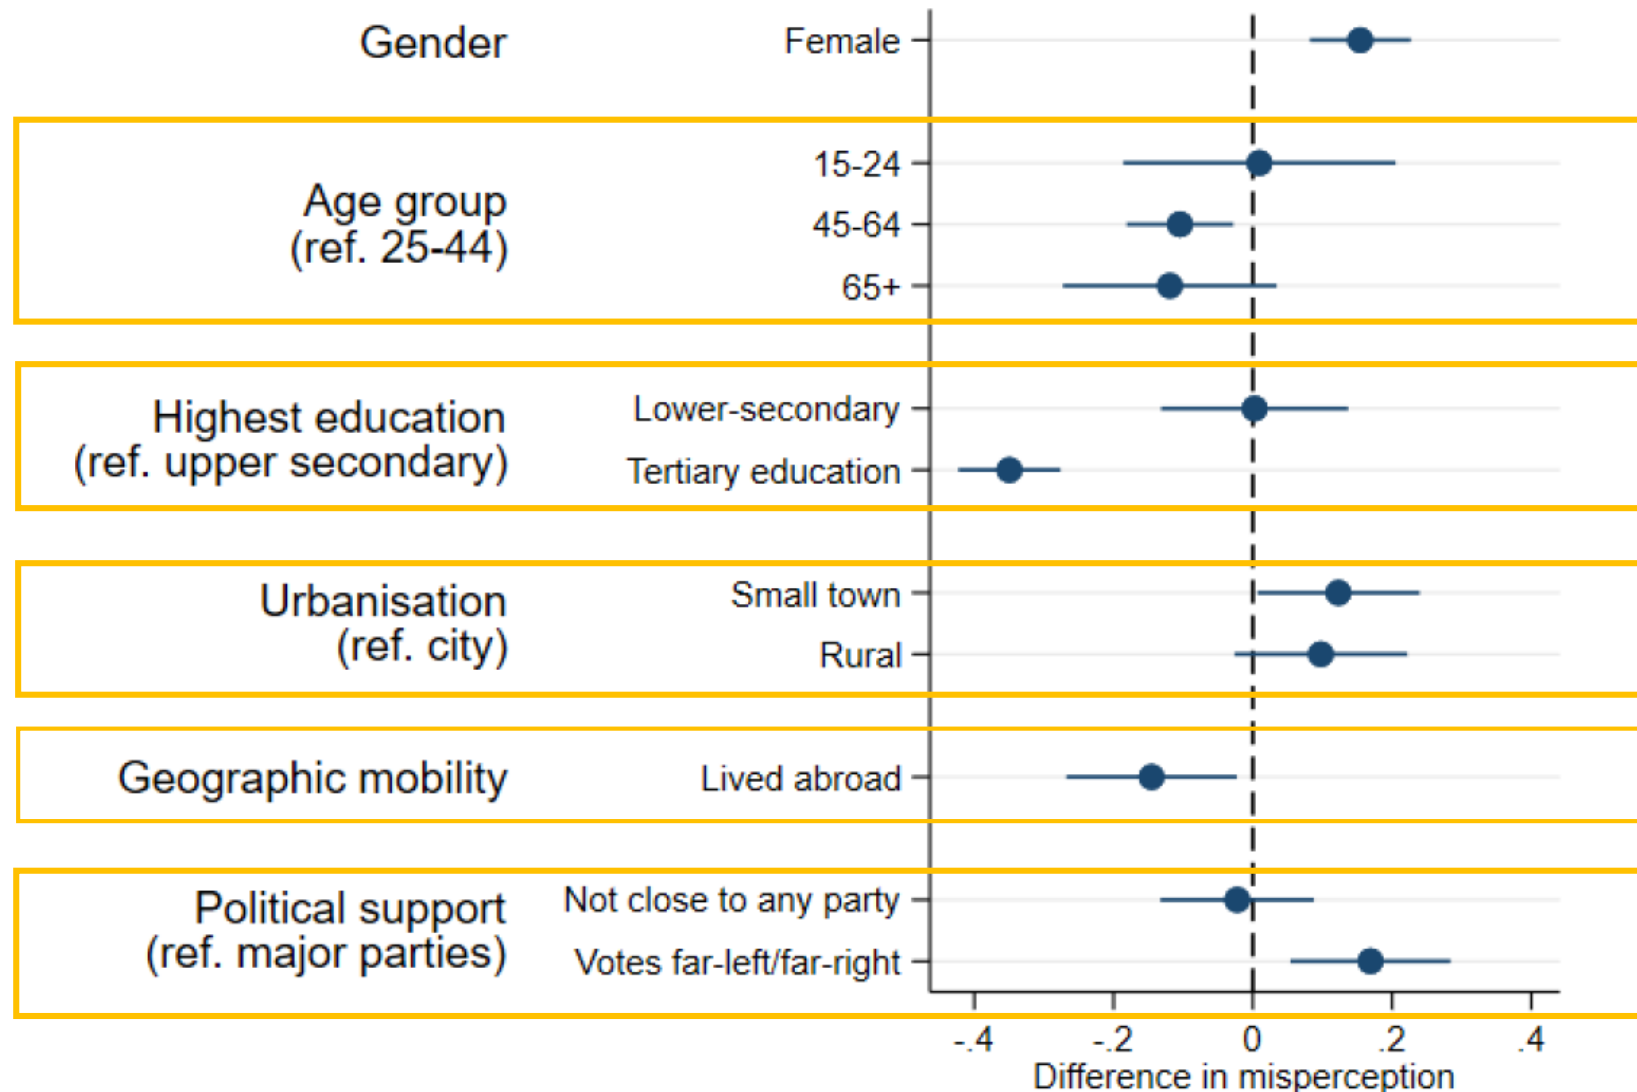 Gender
Female
Age group
(ref. 25-44)
15-24
45-64
65+
Highest education
(ref. upper secondary)
Lower-secondary
Tertiary education
Urbanisation
(ref. city)
Small town
Rural
Geographic mobility
Lived abroad
Political support
(ref. major parties)
Not close to any party
Votes far-left/far-right
-.4 -.2 0 .2 .4
Difference in misperception